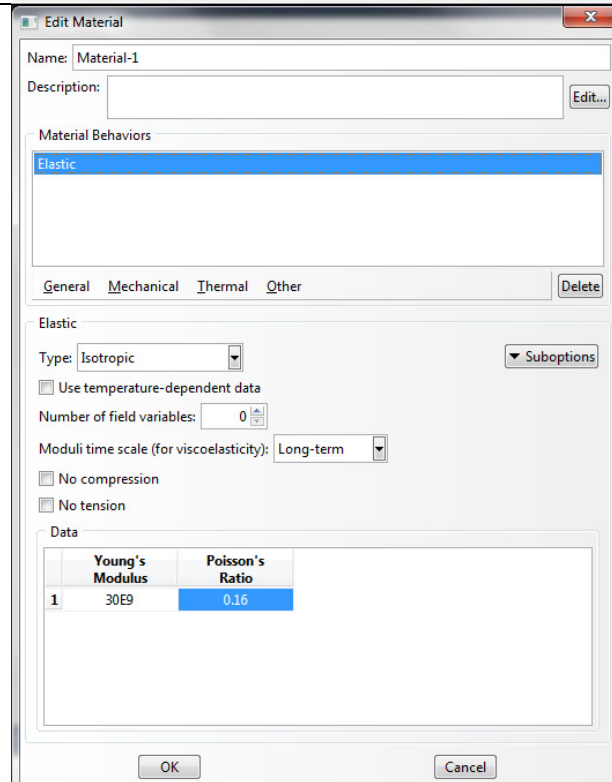 Edit Material
Name: Material-1
Description:
Edit...
Material Behaviors
Elastic
General Mechanical Thermal Other Delete
Elastic
Type: Isotropic Suboptions
Use temperature-dependent data
Number of field variables: 0
Moduli time scale (for viscoelasticity): Long-term
No compression
No tension
Data
Young's Poisson's
Modulus Ratio
1 30E9 0.16
OK Cancel